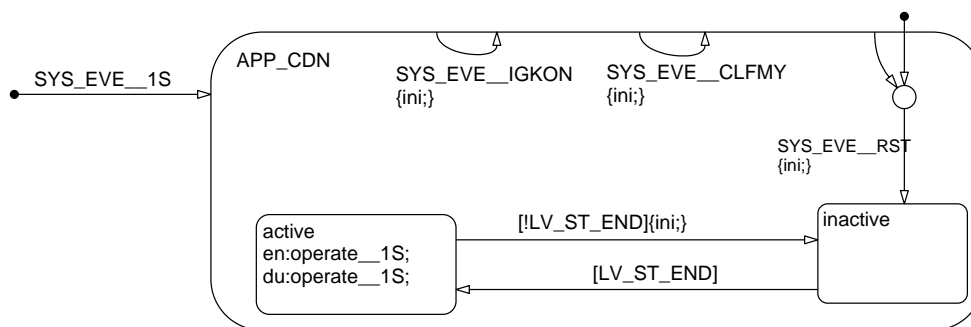 SYS_EVE__1S
APP_CDN
SYS_EVE__IGKON
{ini;}
SYS_EVE__CLFMY
{ini;}
SYS_EVE__RST
{ini;}
active
en:operate__1S;
du:operate__1S;
[!LV_ST_END]{ini;}
[LV_ST_END]
inactive